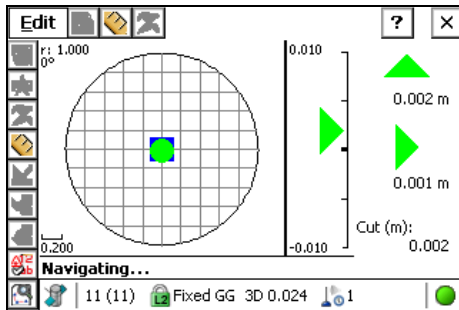 Edit ? ×
r: 1.000
0°
0.010
0.002 m
0.001 m
Cut (m):
0.002
0.200
-0.010
Navigating...
11 (11) L2 Fixed GG 3D 0.024 1